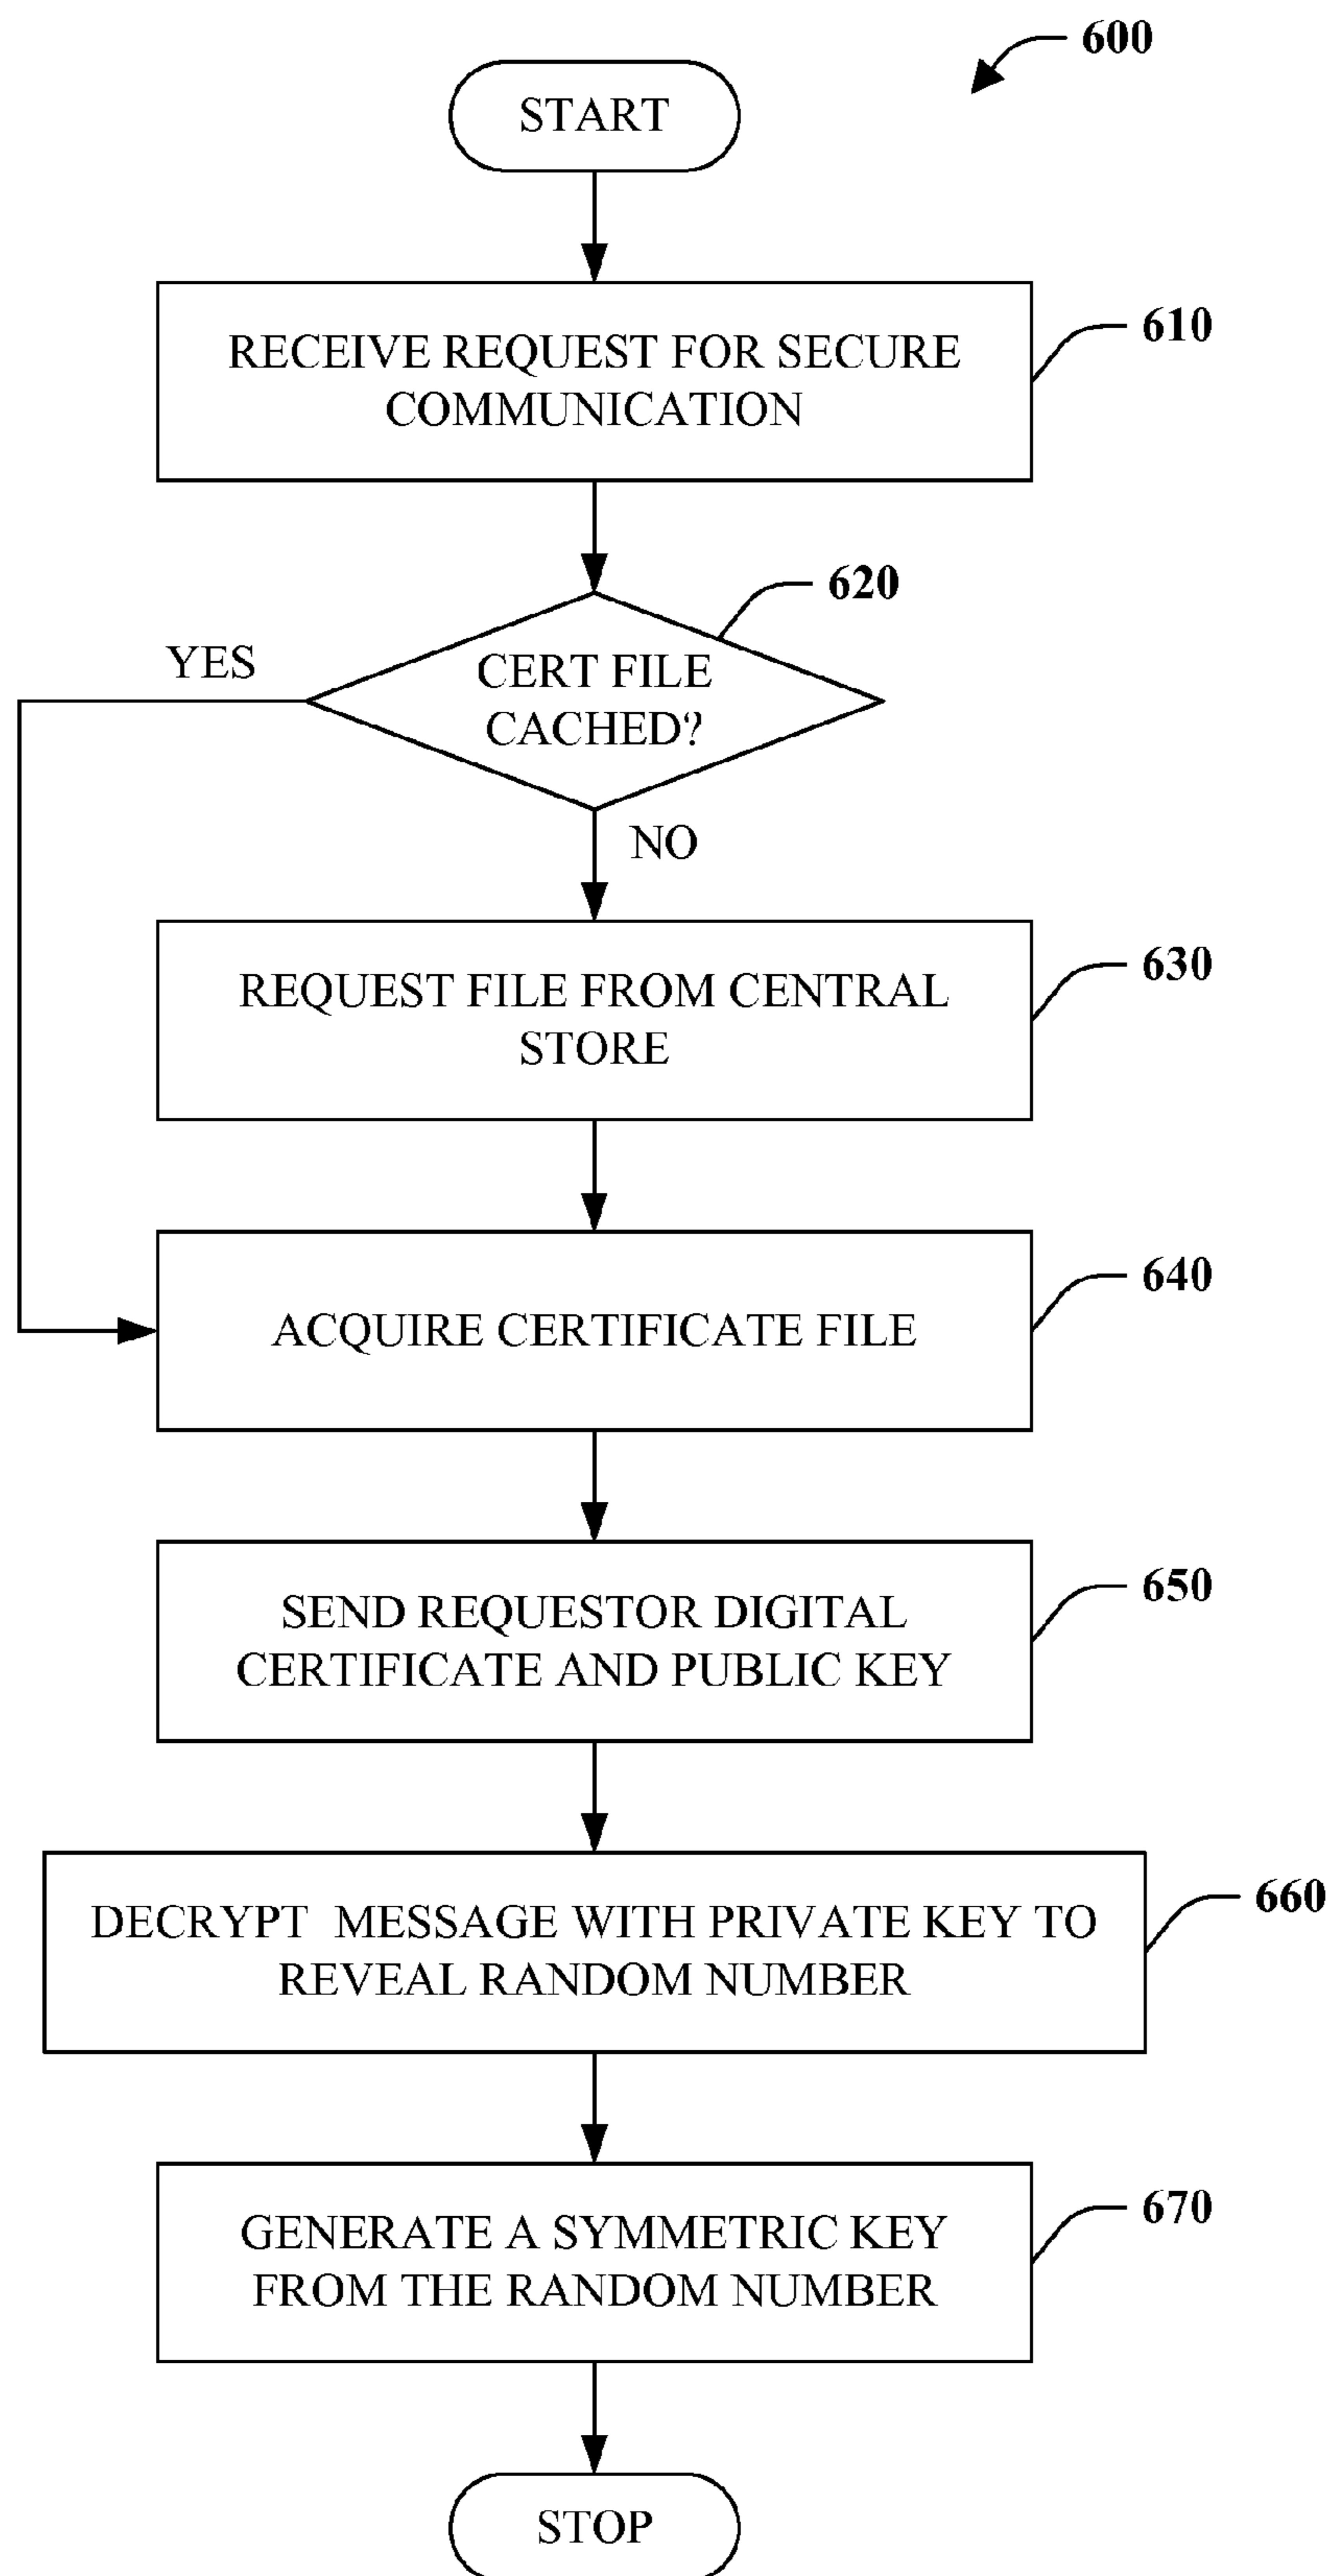 600
START
RECEIVE REQUEST FOR SECURE
COMMUNICATION
610
620
YES
CERT FILE
CACHED?
NO
REQUEST FILE FROM CENTRAL
STORE
630
ACQUIRE CERTIFICATE FILE
640
SEND REQUESTOR DIGITAL
CERTIFICATE AND PUBLIC KEY
650
DECRYPT MESSAGE WITH PRIVATE KEY TO
REVEAL RANDOM NUMBER
660
GENERATE A SYMMETRIC KEY
FROM THE RANDOM NUMBER
670
STOP